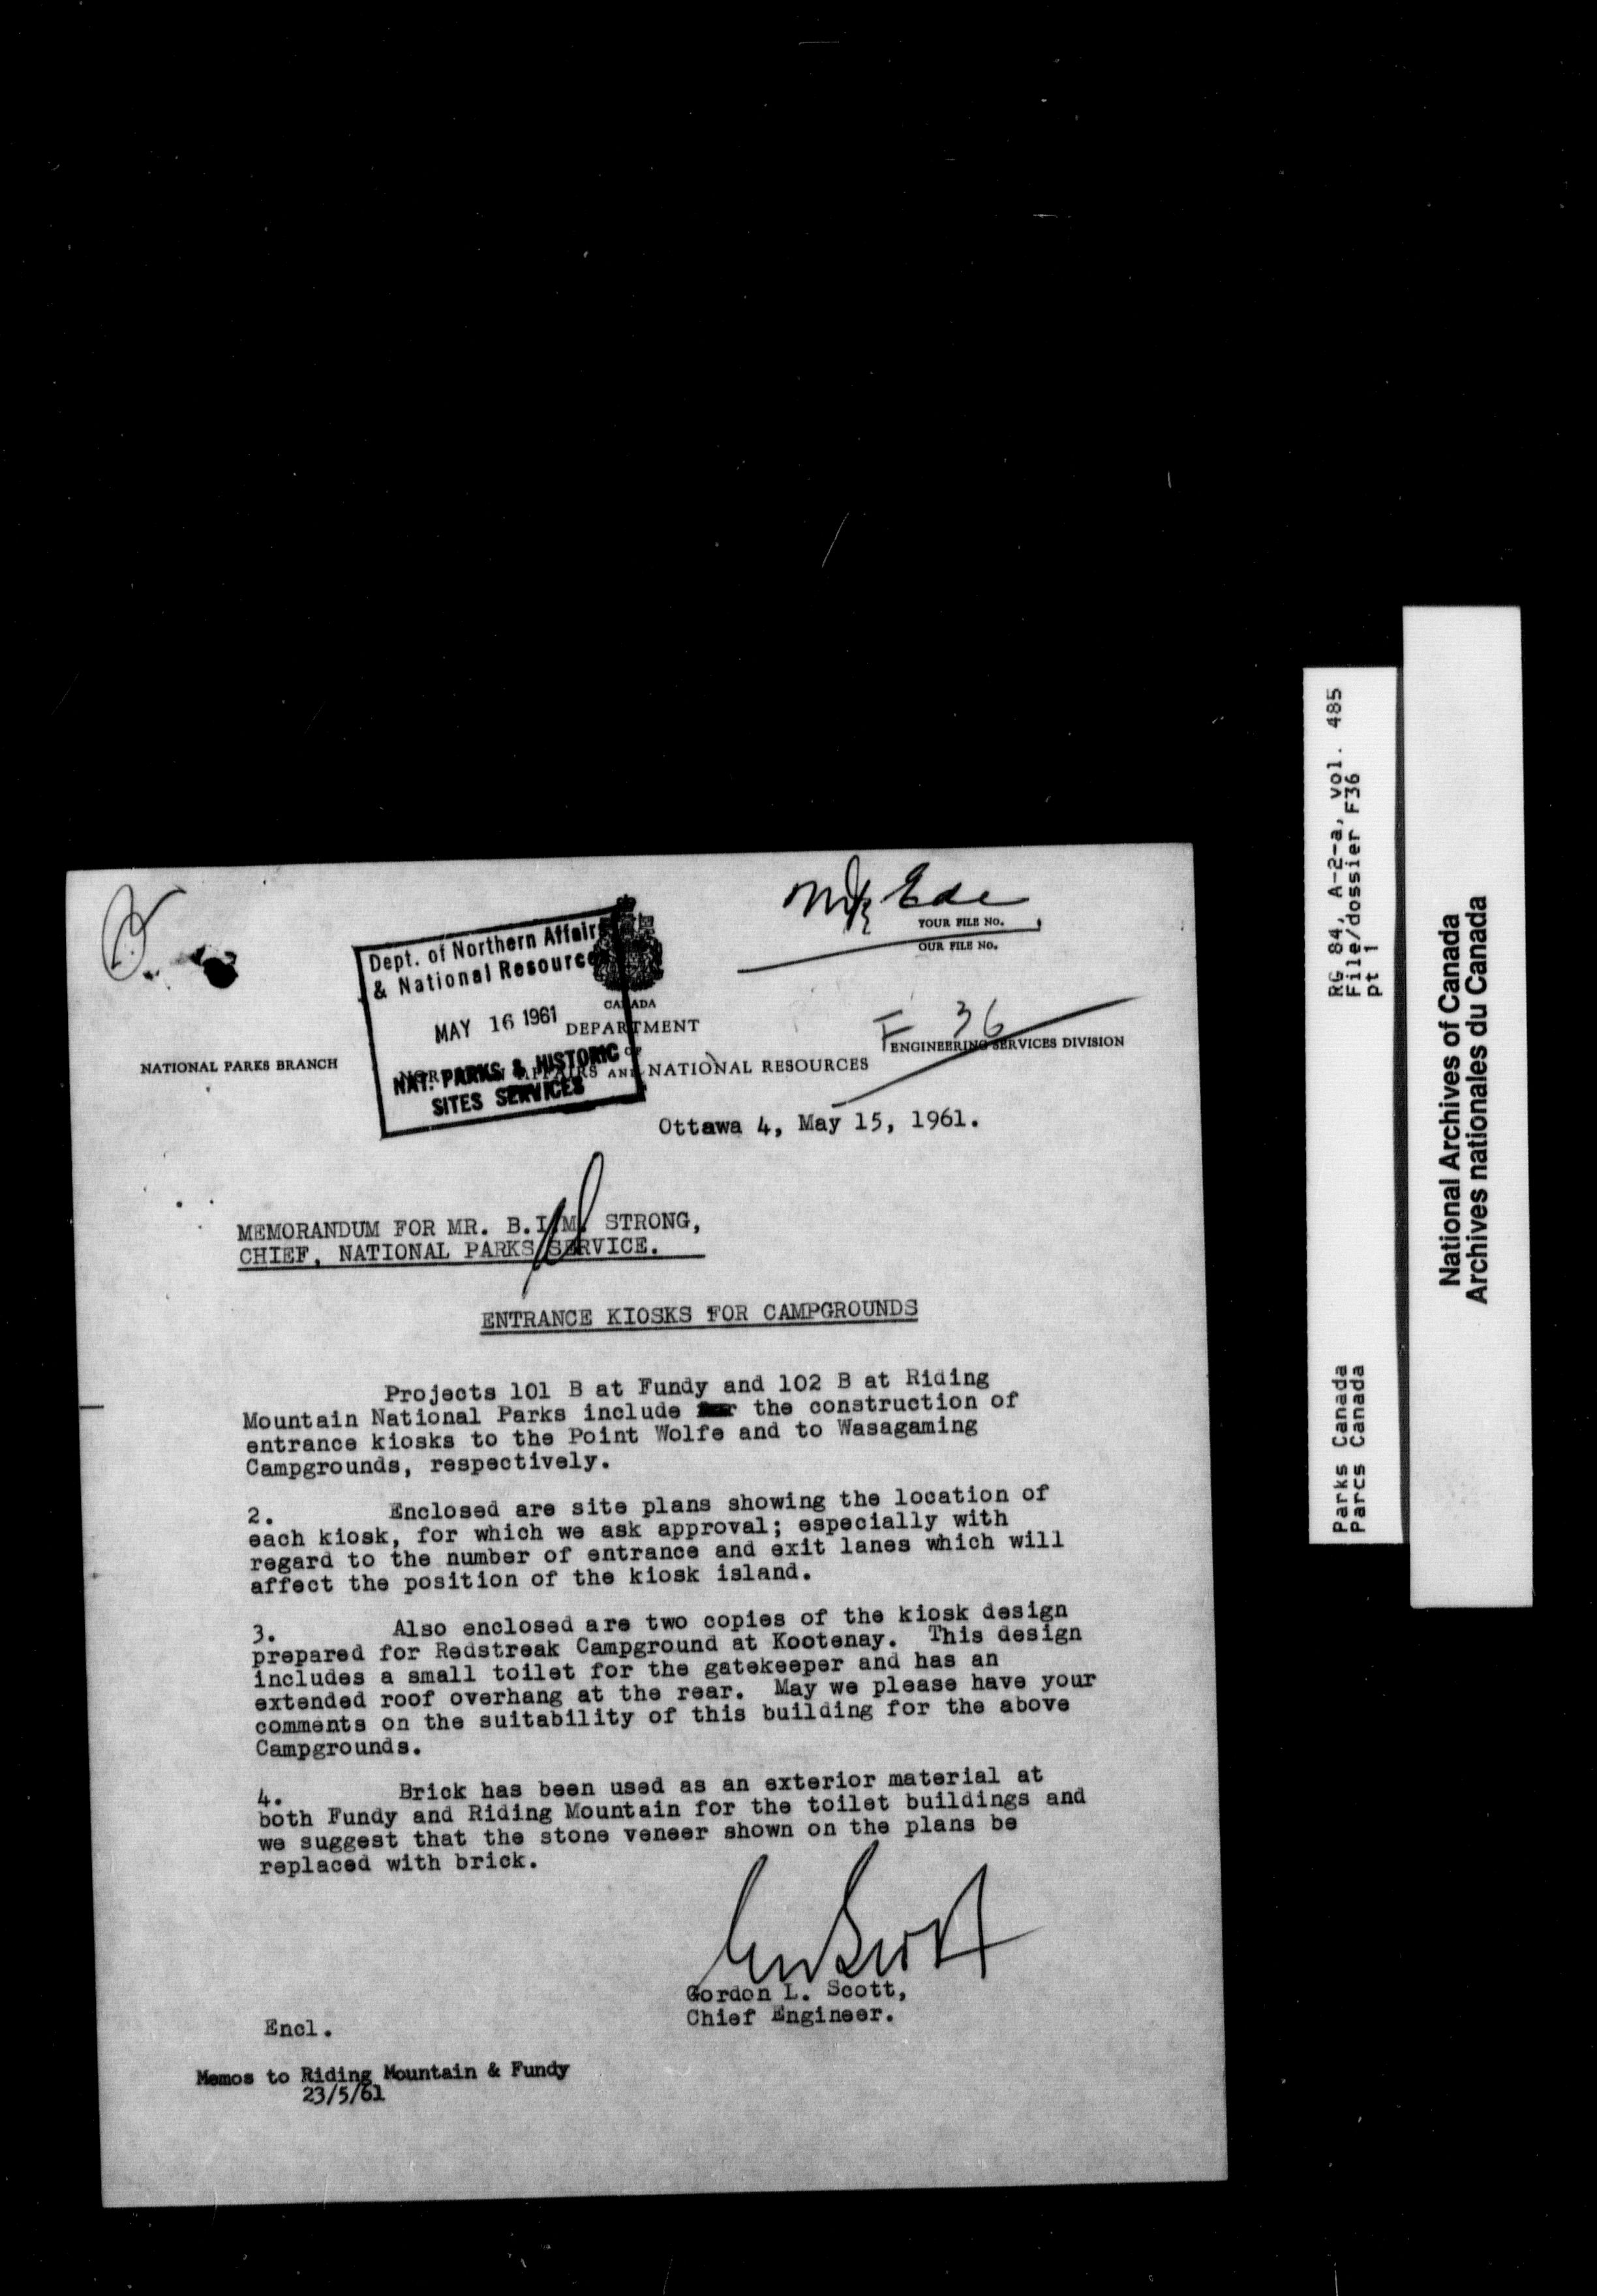 Mr Ede
YOUR FILE No.
OUR FILE No.
Dept. of Northern Affairs
& National Resources
MAY 16 1961
NAT. PARKS & HISTORIC
SITES SERVICES
CANADA
DEPARTMENT
OF
AFFAIRS AND NATIONAL RESOURCES
NATIONAL PARKS BRANCH
F 36
ENGINEERING SERVICES DIVISION
Ottawa 4, May 15, 1961.
MEMORANDUM FOR MR. B.I.M. STRONG,
CHIEF, NATIONAL PARKS SERVICE.
ENTRANCE KIOSKS FOR CAMPGROUNDS
Projects 101 B at Fundy and 102 B at Riding
Mountain National Parks include the construction of
entrance kiosks to the Point Wolfe and to Wasagaming
Campgrounds, respectively.
2. Enclosed are site plans showing the location of
each kiosk, for which we ask approval; especially with
regard to the number of entrance and exit lanes which will
affect the position of the kiosk island.
3. Also enclosed are two copies of the kiosk design
prepared for Redstreak Campground at Kootenay. This design
includes a small toilet for the gatekeeper and has an
extended roof overhang at the rear. May we please have your
comments on the suitability of this building for the above
Campgrounds.
4. Brick has been used as an exterior material at
both Fundy and Riding Mountain for the toilet buildings and
we suggest that the stone veneer shown on the plans be
replaced with brick.
Gordon L. Scott,
Chief Engineer.
Encl.
Memos to Riding Mountain & Fundy
23/5/61
RG 84, A-2-a, vol. 485
File/dossier F36
pt 1
Parks Canada
Parcs Canada
National Archives of Canada
Archives nationales du Canada